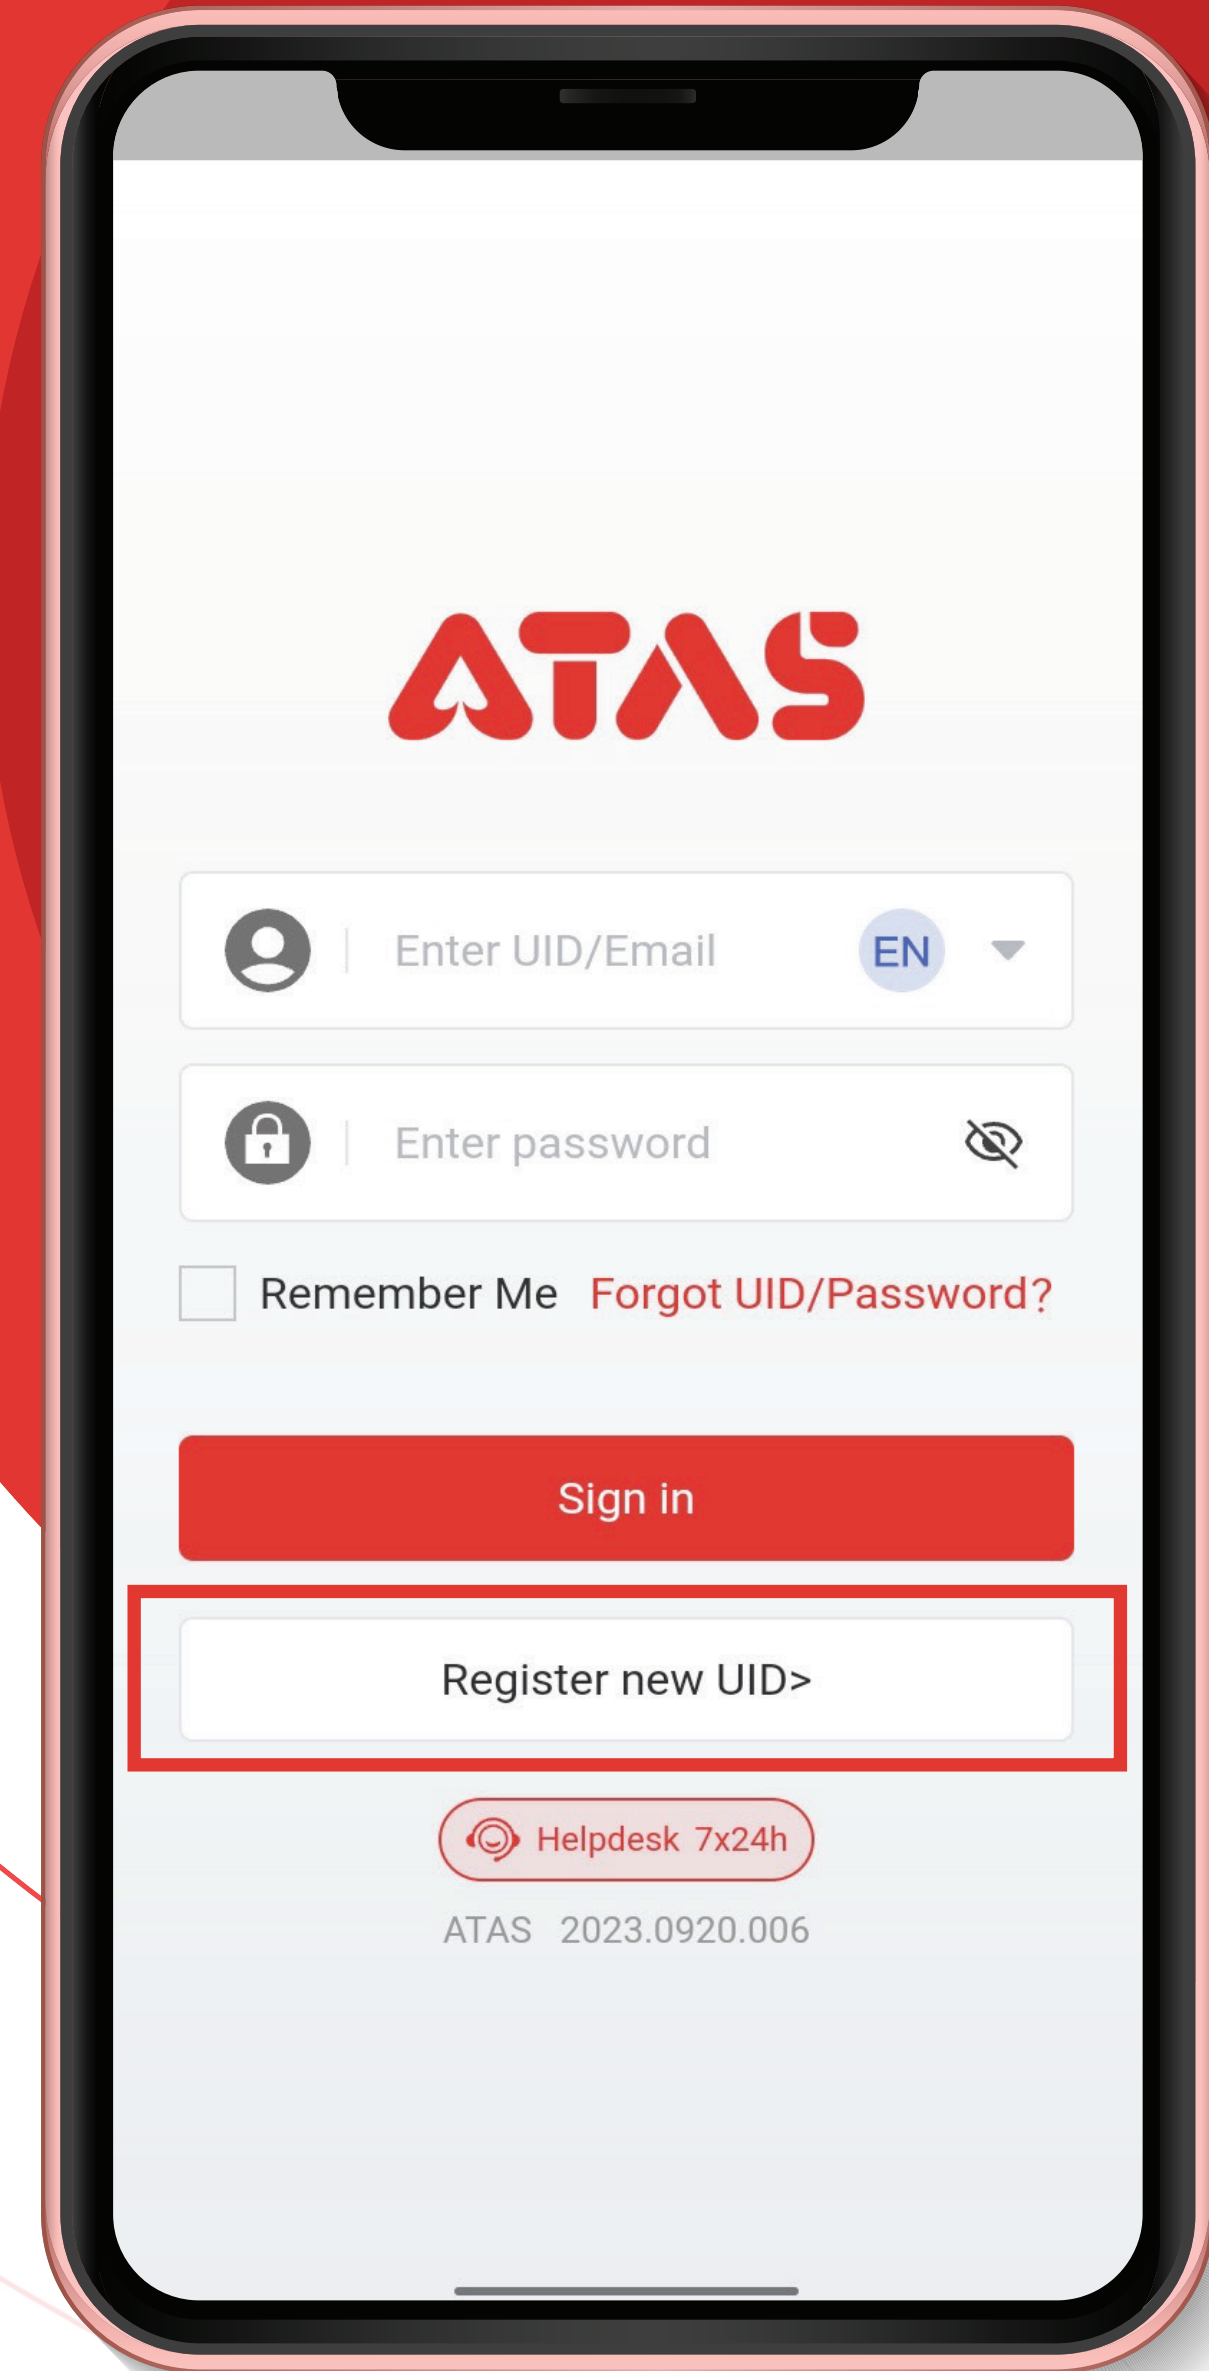 ATAS
Enter UID/Email EN
Enter password
Remember Me Forgot UID/Password?
Sign in
Register new UID>
Helpdesk 7x24h
ATAS 2023.0920.006